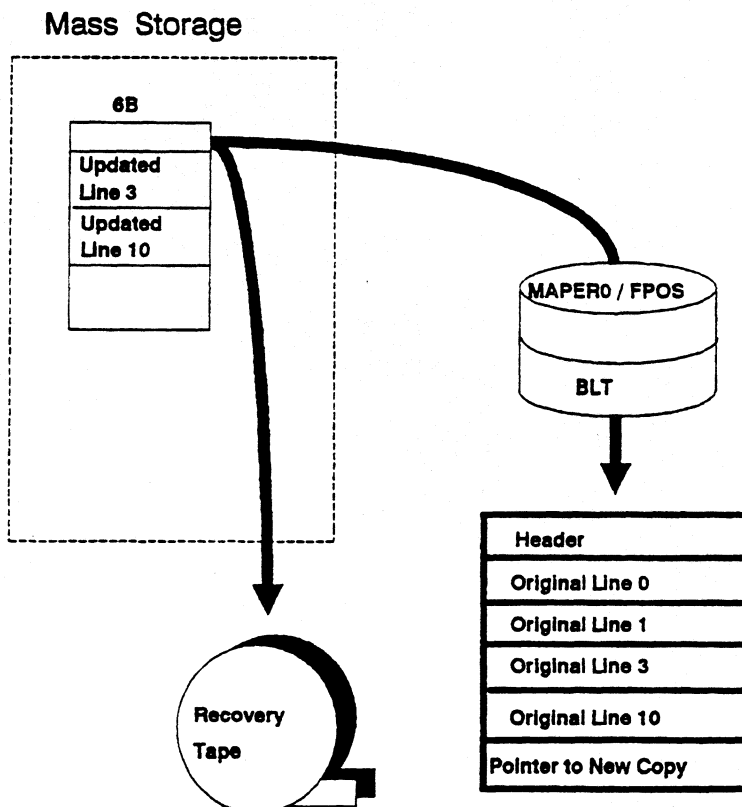 Mass Storage
6B
Updated
Line 3
Updated
Line 10
MAPER0 / FPOS
BLT
Header
Original Line 0
Original Line 1
Original Line 3
Original Line 10
Pointer to New Copy
Recovery
Tape